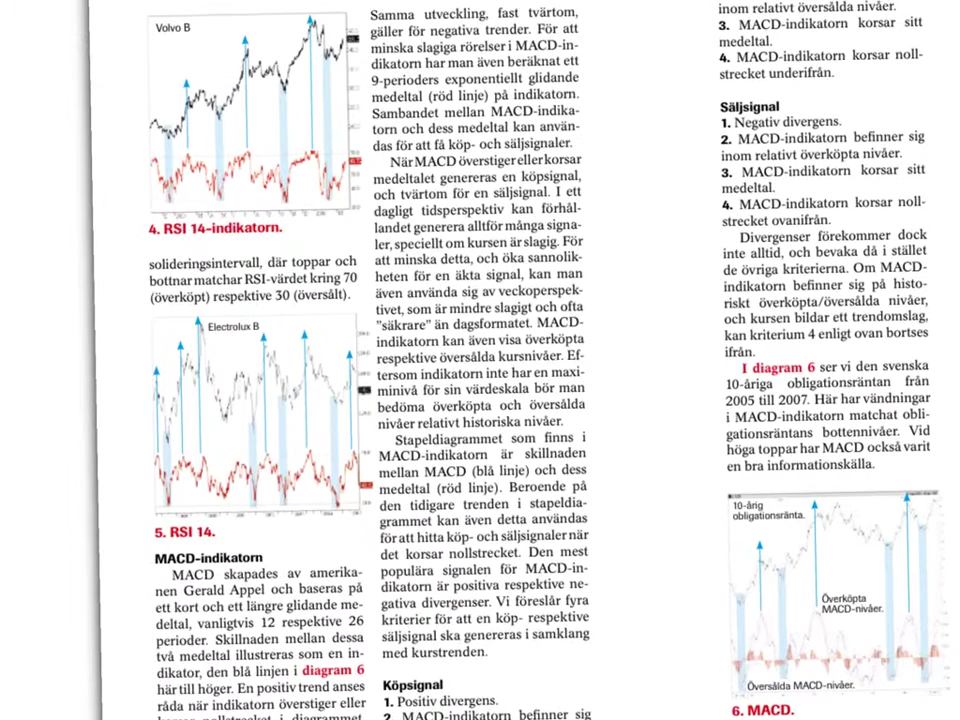 Volvo B
4. RSI 14-indikatorn.
solideringsintervall, där toppar och
bottnar matchar RSI-värdet kring 70
(överköpt) respektive 30 (översålt).
Electrolux B
5. RSI 14.
MACD-indikatorn
MACD skapades av amerika-
nen Gerald Appel och baseras på
ett kort och ett längre glidande me-
deltal, vanligtvis 12 respektive 26
perioder. Skillnaden mellan dessa
två medeltal illustreras som en in-
dikator, den blå linjen i diagram 6
här till höger. En positiv trend anses
råda när indikatorn överstiger eller
Samma utveckling, fast tvärtom,
gäller för negativa trender. För att
minska slagiga rörelser i MACD-in-
dikatorn har man även beräknat ett
9-perioders exponentiellt glidande
medeltal (röd linje) på indikatorn.
Sambandet mellan MACD-indika-
torn och dess medeltal kan använ-
das för att få köp- och säljsignaler.
När MACD överstiger eller korsar
medeltalet genereras en köpsignal,
och tvärtom för en säljsignal. I ett
dagligt tidsperspektiv kan förhål-
landet generera alltför många signa-
ler, speciellt om kursen är slagig. För
att minska detta, och öka sannolik-
heten för en äkta signal, kan man
även använda sig av veckoperspek-
tivet, som är mindre slagigt och ofta
"säkrare" än dagsformatet. MACD-
indikatorn kan även visa överköpta
respektive översålda kursnivåer. Ef-
tersom indikatorn inte har en maxi-
minivå för sin värdeskala bör man
bedöma överköpta och översålda
nivåer relativt historiska nivåer.
Stapeldiagrammet som finns i
MACD-indikatorn är skillnaden
mellan MACD (blå linje) och dess
medeltal (röd linje). Beroende på
den tidigare trenden i stapeldia-
grammet kan även detta användas
för att hitta köp- och säljsignaler när
det korsar nollstrecket. Den mest
populära signalen för MACD-in-
dikatorn är positiva respektive ne-
gativa divergenser. Vi föreslår fyra
kriterier för att en köp- respektive
säljsignal ska genereras i samklang
med kurstrenden.
Köpsignal
1. Positiv divergens.
2. MACD-indikatorn befinner sig
inom relativt översålda nivåer.
3. MACD-indikatorn korsar sitt
medeltal.
4. MACD-indikatorn korsar noll-
strecket underifrån.
Säljsignal
1. Negativ divergens.
2. MACD-indikatorn befinner sig
inom relativt överköpta nivåer.
3. MACD-indikatorn korsar sitt
medeltal.
4. MACD-indikatorn korsar noll-
strecket ovanifrån.
Divergenser förekommer dock
inte alltid, och bevaka då i stället
de övriga kriterierna. Om MACD-
indikatorn befinner sig på histo-
riskt överköpta/översålda nivåer,
och kursen bildar ett trendomslag,
kan kriterium 4 enligt ovan bortses
ifrån.
I diagram 6 ser vi den svenska
10-åriga obligationsräntan från
2005 till 2007. Här har vändningar
i MACD-indikatorn matchat obli-
gationsräntans bottennivåer. Vid
höga toppar har MACD också varit
en bra informationskälla.
10-årig
obligationsränta.
Överköpta
MACD-nivåer.
Översålda MACD-nivåer.
6. MACD.